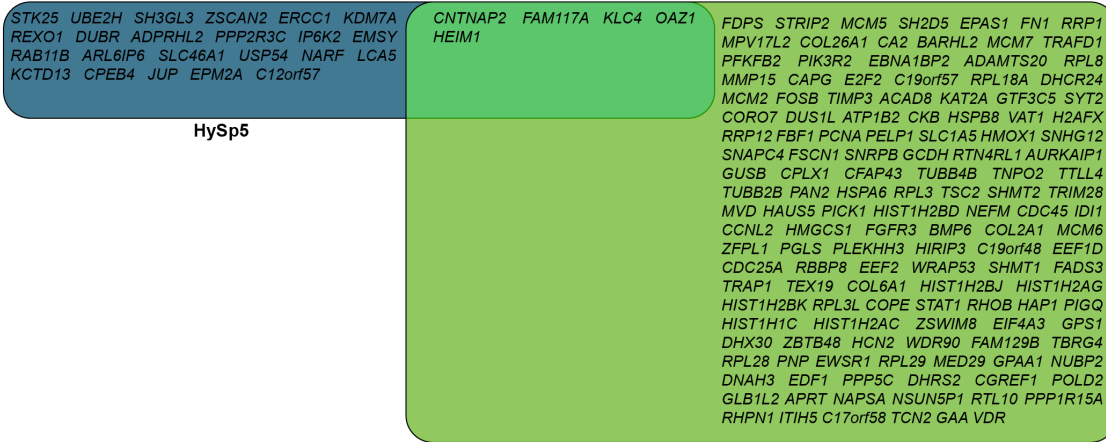 STK25 UBE2H SH3GL3 ZSCAN2 ERCC1 KDM7A
REXO1 DUBR ADPRHL2 PPP2R3C IP6K2 EMSY
RAB11B ARL6IP6 SLC46A1 USP54 NARF LCA5
KCTD13 CPEB4 JUP EPM2A C12orf57
HySp5
CNTNAP2 FAM117A KLC4 OAZ1
HEIM1
FDPS STRIP2 MCM5 SH2D5 EPAS1 FN1 RRP1
MPV17L2 COL26A1 CA2 BARHL2 MCM7 TRAFD1
PFKFB2 PIK3R2 EBNA1BP2 ADAMTS20 RPL8
MMP15 CAPG E2F2 C19orf57 RPL18A DHCR24
MCM2 FOSB TIMP3 ACAD8 KAT2A GTF3C5 SYT2
CORO7 DUS1L ATP1B2 CKB HSPB8 VAT1 H2AFX
RRP12 FBF1 PCNA PELP1 SLC1A5 HMOX1 SNHG12
SNAPC4 FSCN1 SNRPB GCDH RTN4RL1 AURKAIP1
GUSB CPLX1 CFAP43 TUBB4B TNPO2 TTLL4
TUBB2B PAN2 HSPA6 RPL3 TSC2 SHMT2 TRIM28
MVD HAUS5 PICK1 HIST1H2BD NEFM CDC45 IDI1
CCNL2 HMGCS1 FGFR3 BMP6 COL2A1 MCM6
ZFPL1 PGLS PLEKHH3 HIRIP3 C19orf48 EEF1D
CDC25A RBBP8 EEF2 WRAP53 SHMT1 FADS3
TRAP1 TEX19 COL6A1 HIST1H2BJ HIST1H2AG
HIST1H2BK RPL3L COPE STAT1 RHOB HAP1 PIGQ
HIST1H1C HIST1H2AC ZSWIM8 EIF4A3 GPS1
DHX30 ZBTB48 HCN2 WDR90 FAM129B TBRG4
RPL28 PNP EWSR1 RPL29 MED29 GPAA1 NUBP2
DNAH3 EDF1 PPP5C DHRS2 CGREF1 POLD2
GLB1L2 APRT NAPSA NSUN5P1 RTL10 PPP1R15A
RHPN1 ITIH5 C17orf58 TCN2 GAA VDR